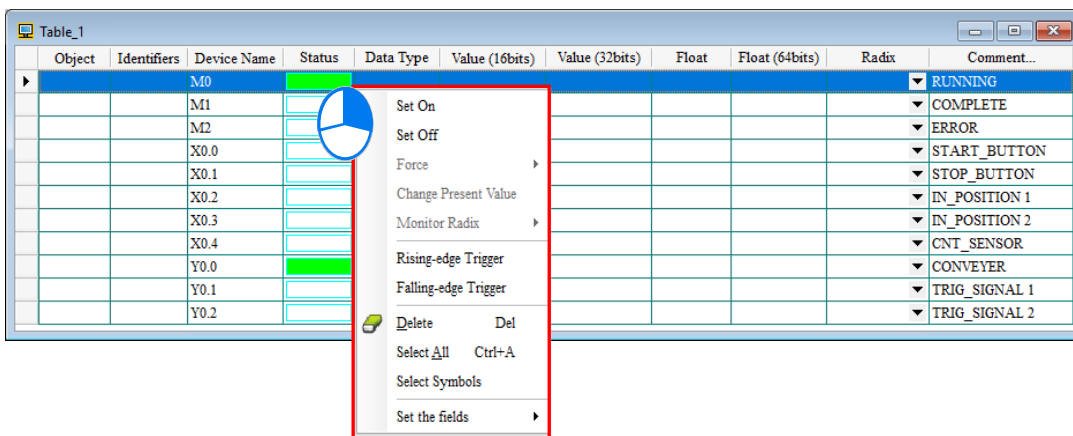 Table_1
Object Identifiers Device Name Status Data Type Value (16bits) Value (32bits) Float Float (64bits) Radix Comment...
M0 RUNNING
M1 COMPLETE
M2 ERROR
X0.0 START_BUTTON
X0.1 STOP_BUTTON
X0.2 IN_POSITION 1
X0.3 IN_POSITION 2
X0.4 CNT_SENSOR
Y0.0 CONVEYER
Y0.1 TRIG_SIGNAL 1
Y0.2 TRIG_SIGNAL 2
Set On
Set Off
Force
Change Present Value
Monitor Radix
Rising-edge Trigger
Falling-edge Trigger
Delete Del
Select All Ctrl+A
Select Symbols
Set the fields